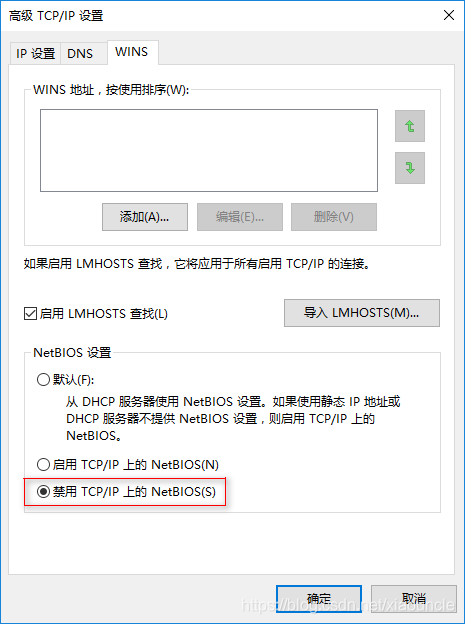 高级 TCP/IP 设置
IP 设置 DNS WINS
WINS 地址，按使用排序(W):
添加(A)... 编辑(E)... 删除(V)
如果启用 LMHOSTS 查找，它将应用于所有启用 TCP/IP 的连接。
启用 LMHOSTS 查找(L) 导入 LMHOSTS(M)...
NetBIOS 设置
默认(F):
从 DHCP 服务器使用 NetBIOS 设置。如果使用静态 IP 地址或
DHCP 服务器不提供 NetBIOS 设置，则启用 TCP/IP 上的
NetBIOS。
启用 TCP/IP 上的 NetBIOS(N)
禁用 TCP/IP 上的 NetBIOS(S)
确定 取消